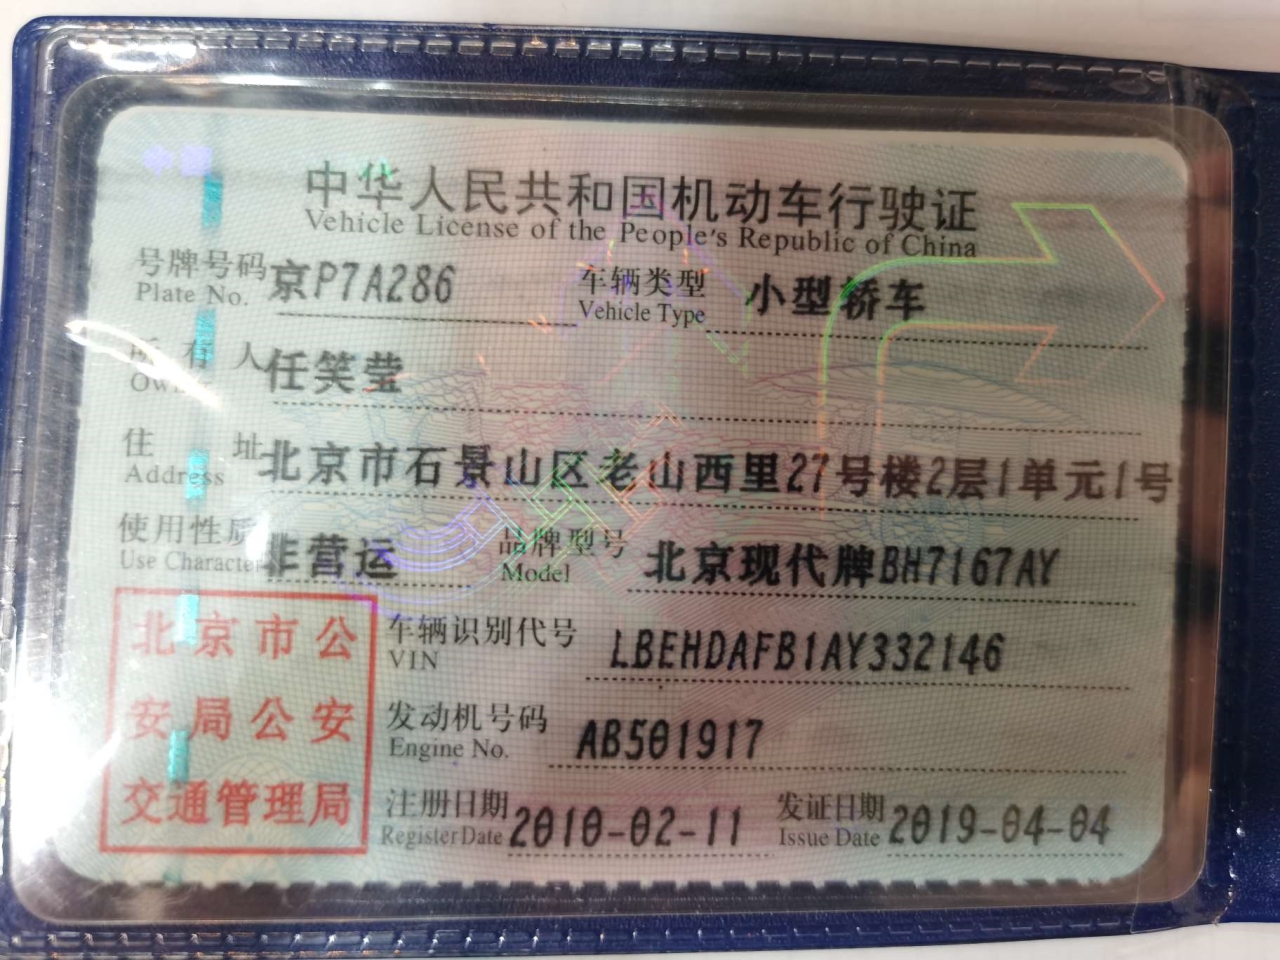 中华人民共和国机动车行驶证
Vehicle License of the People's Republic of China
号牌号码 京P7A286 车辆类型 小型轿车
Plate No. Vehicle Type
所有人 任笑莹
Owner
住址 北京市石景山区老山西里27号楼2层1单元1号
Address
使用性质 非营运 品牌型号 北京现代牌BH7167AY
Use Character Model
北京市公
安局公安
交通管理局
车辆识别代号 LBEHDAFB1AY332146
VIN
发动机号码 AB501917
Engine No.
注册日期 2010-02-11 发证日期 2019-04-04
Register Date Issue Date